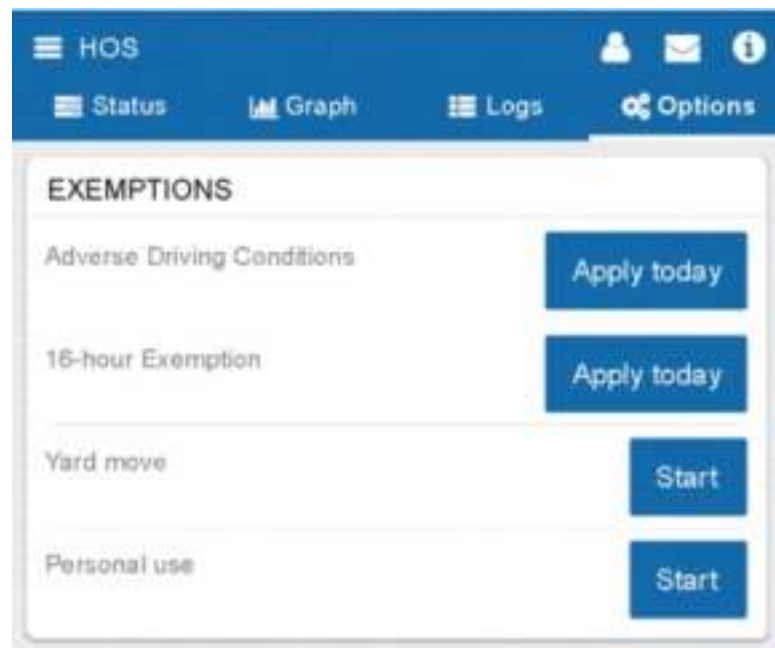 HOS
Status Graph Logs Options
EXEMPTIONS
Adverse Driving Conditions Apply today
16-hour Exemption Apply today
Yard move Start
Personal use Start